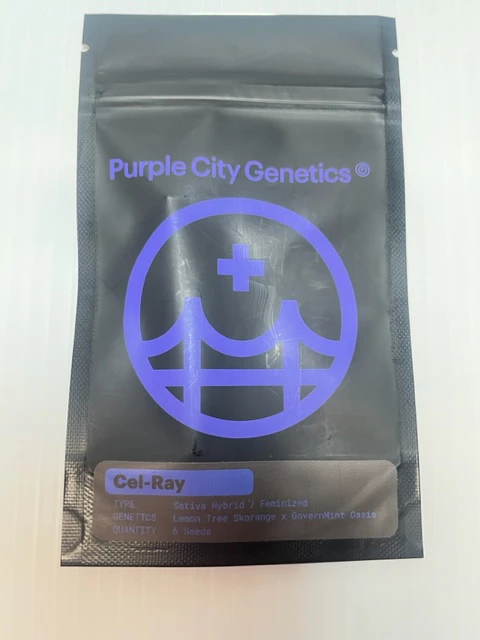 Purple City Genetics
Cel-Ray
TYPE Sativa Hybrid / Feminized
GENETICS Lemon Tree Skorange x GovernMint Oasis
QUANTITY 6 Seeds